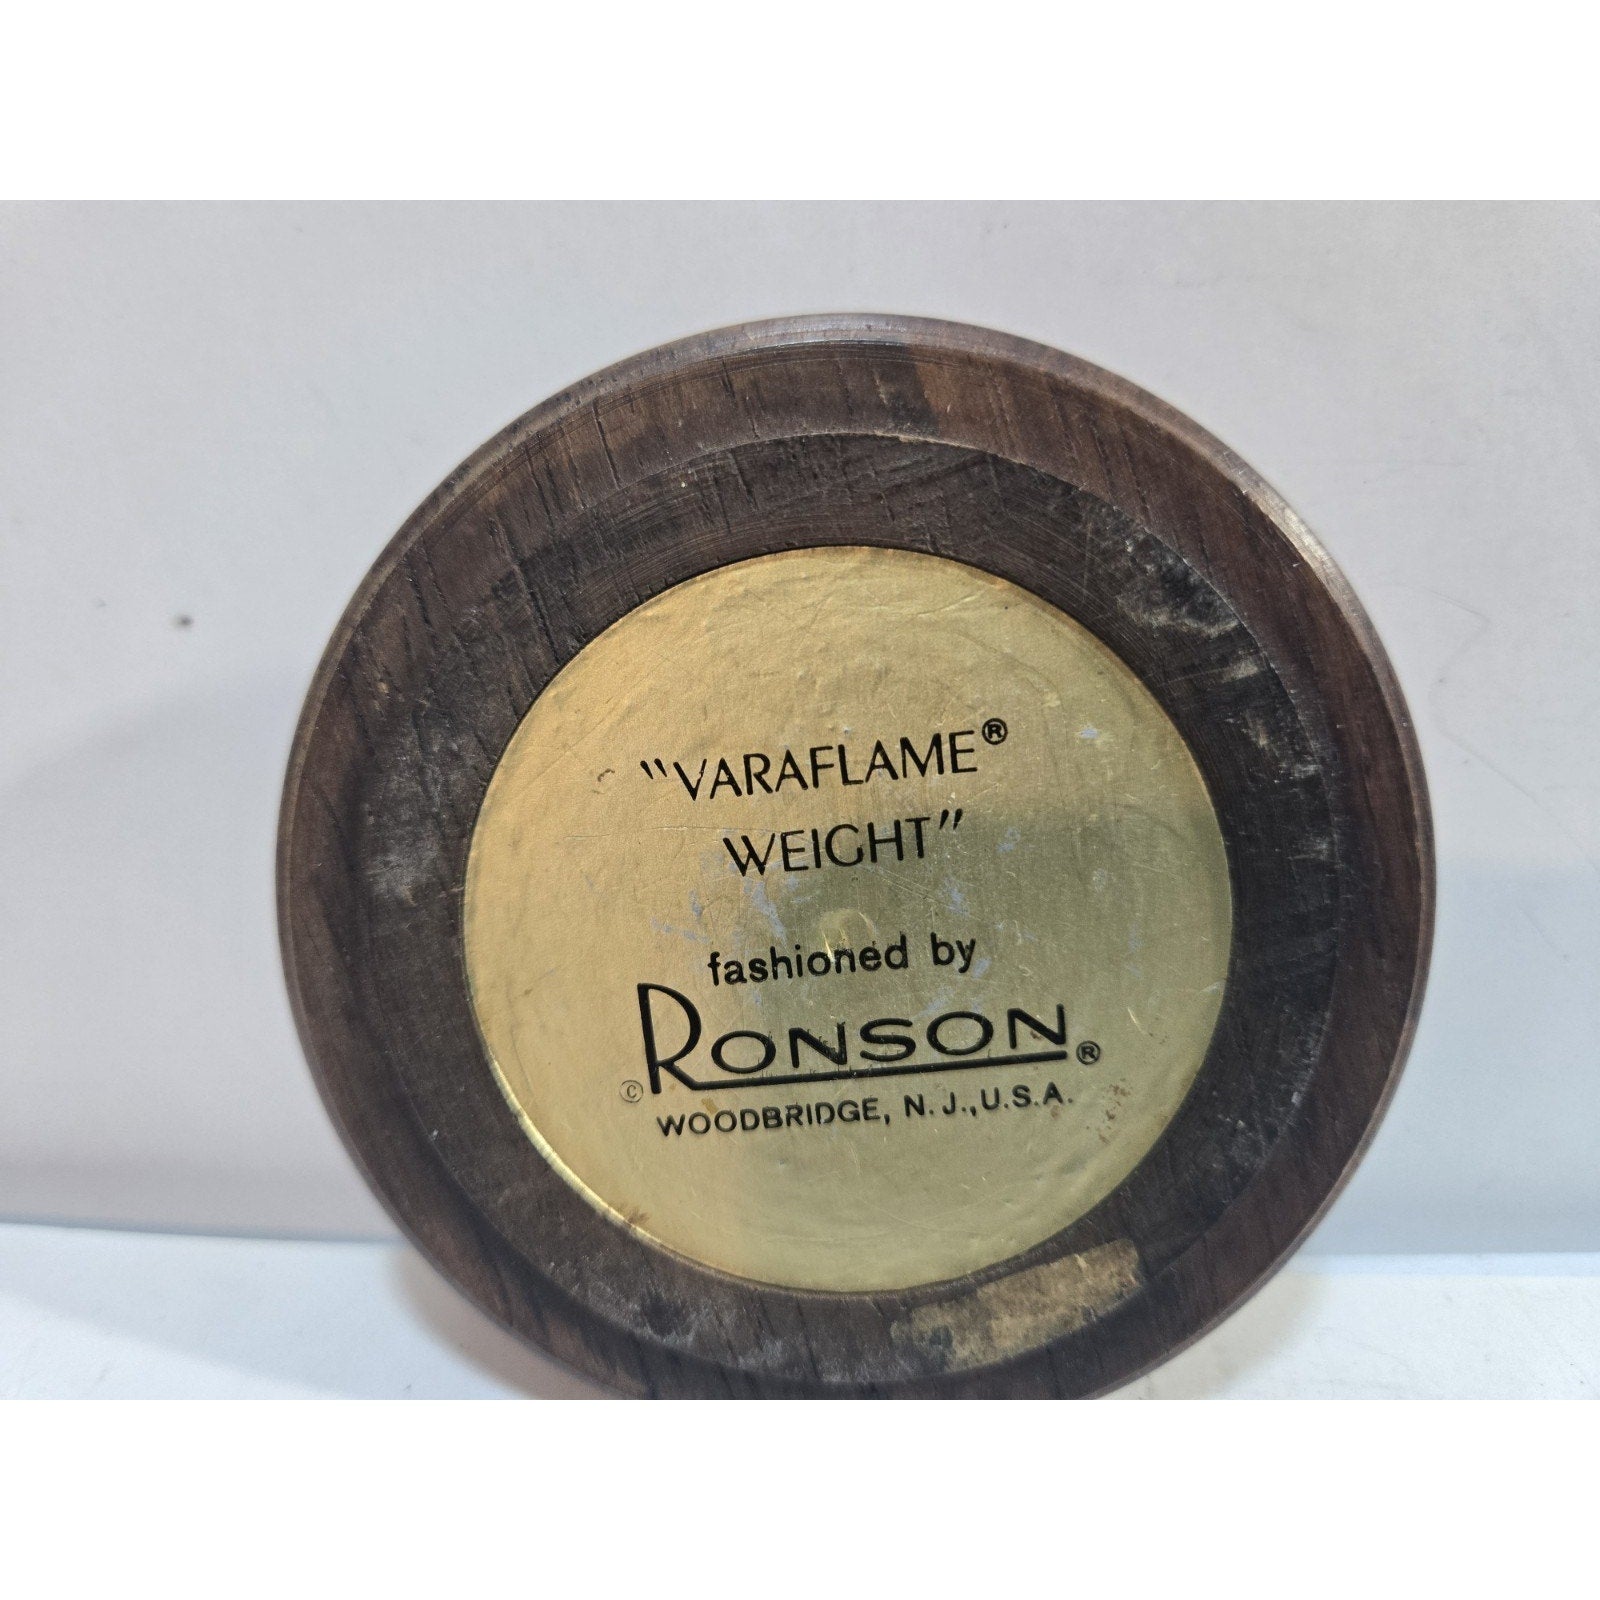 "VARAFLAME®
WEIGHT"
fashioned by
© RONSON ®
WOODBRIDGE, N. J., U.S.A.